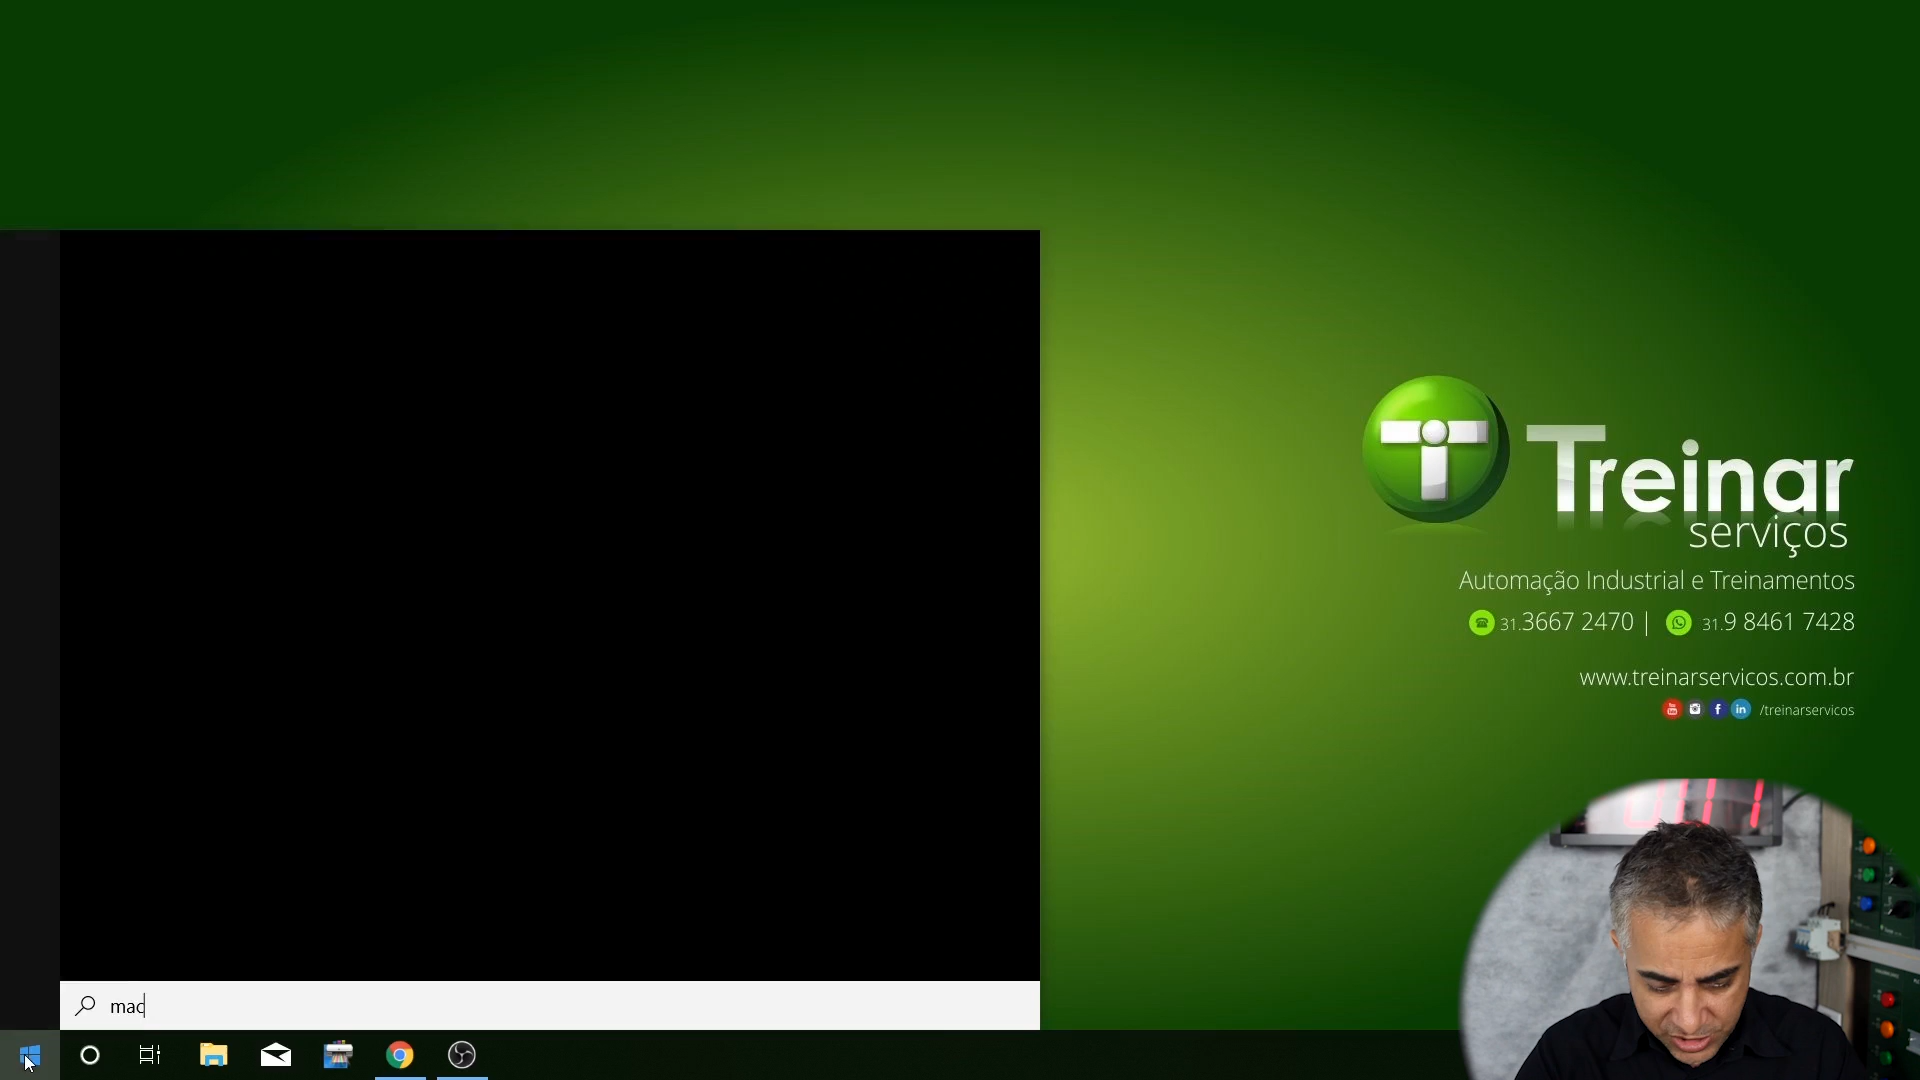 Treinar
serviços
Automação Industrial e Treinamentos
31.3667 2470 | 31.9 8461 7428
www.treinarservicos.com.br
/treinarservicos
mac